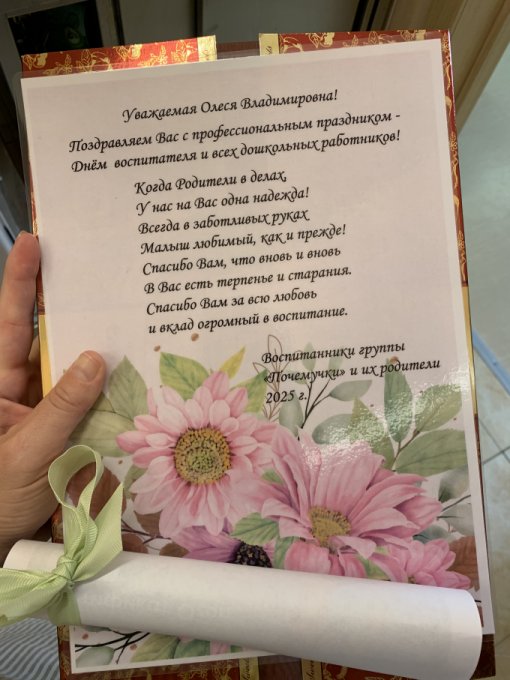 Уважаемая Олеся Владимировна!
Поздравляем Вас с профессиональным праздником -
Днём воспитателя и всех дошкольных работников!
Когда Родители в делах,
У нас на Вас одна надежда!
Всегда в заботливых руках
Малыш любимый, как и прежде!
Спасибо Вам, что вновь и вновь
В Вас есть терпенье и старания.
Спасибо Вам за всю любовь
и вклад огромный в воспитание.
Воспитанники группы
«Почемучки» и их родители
2025 г.